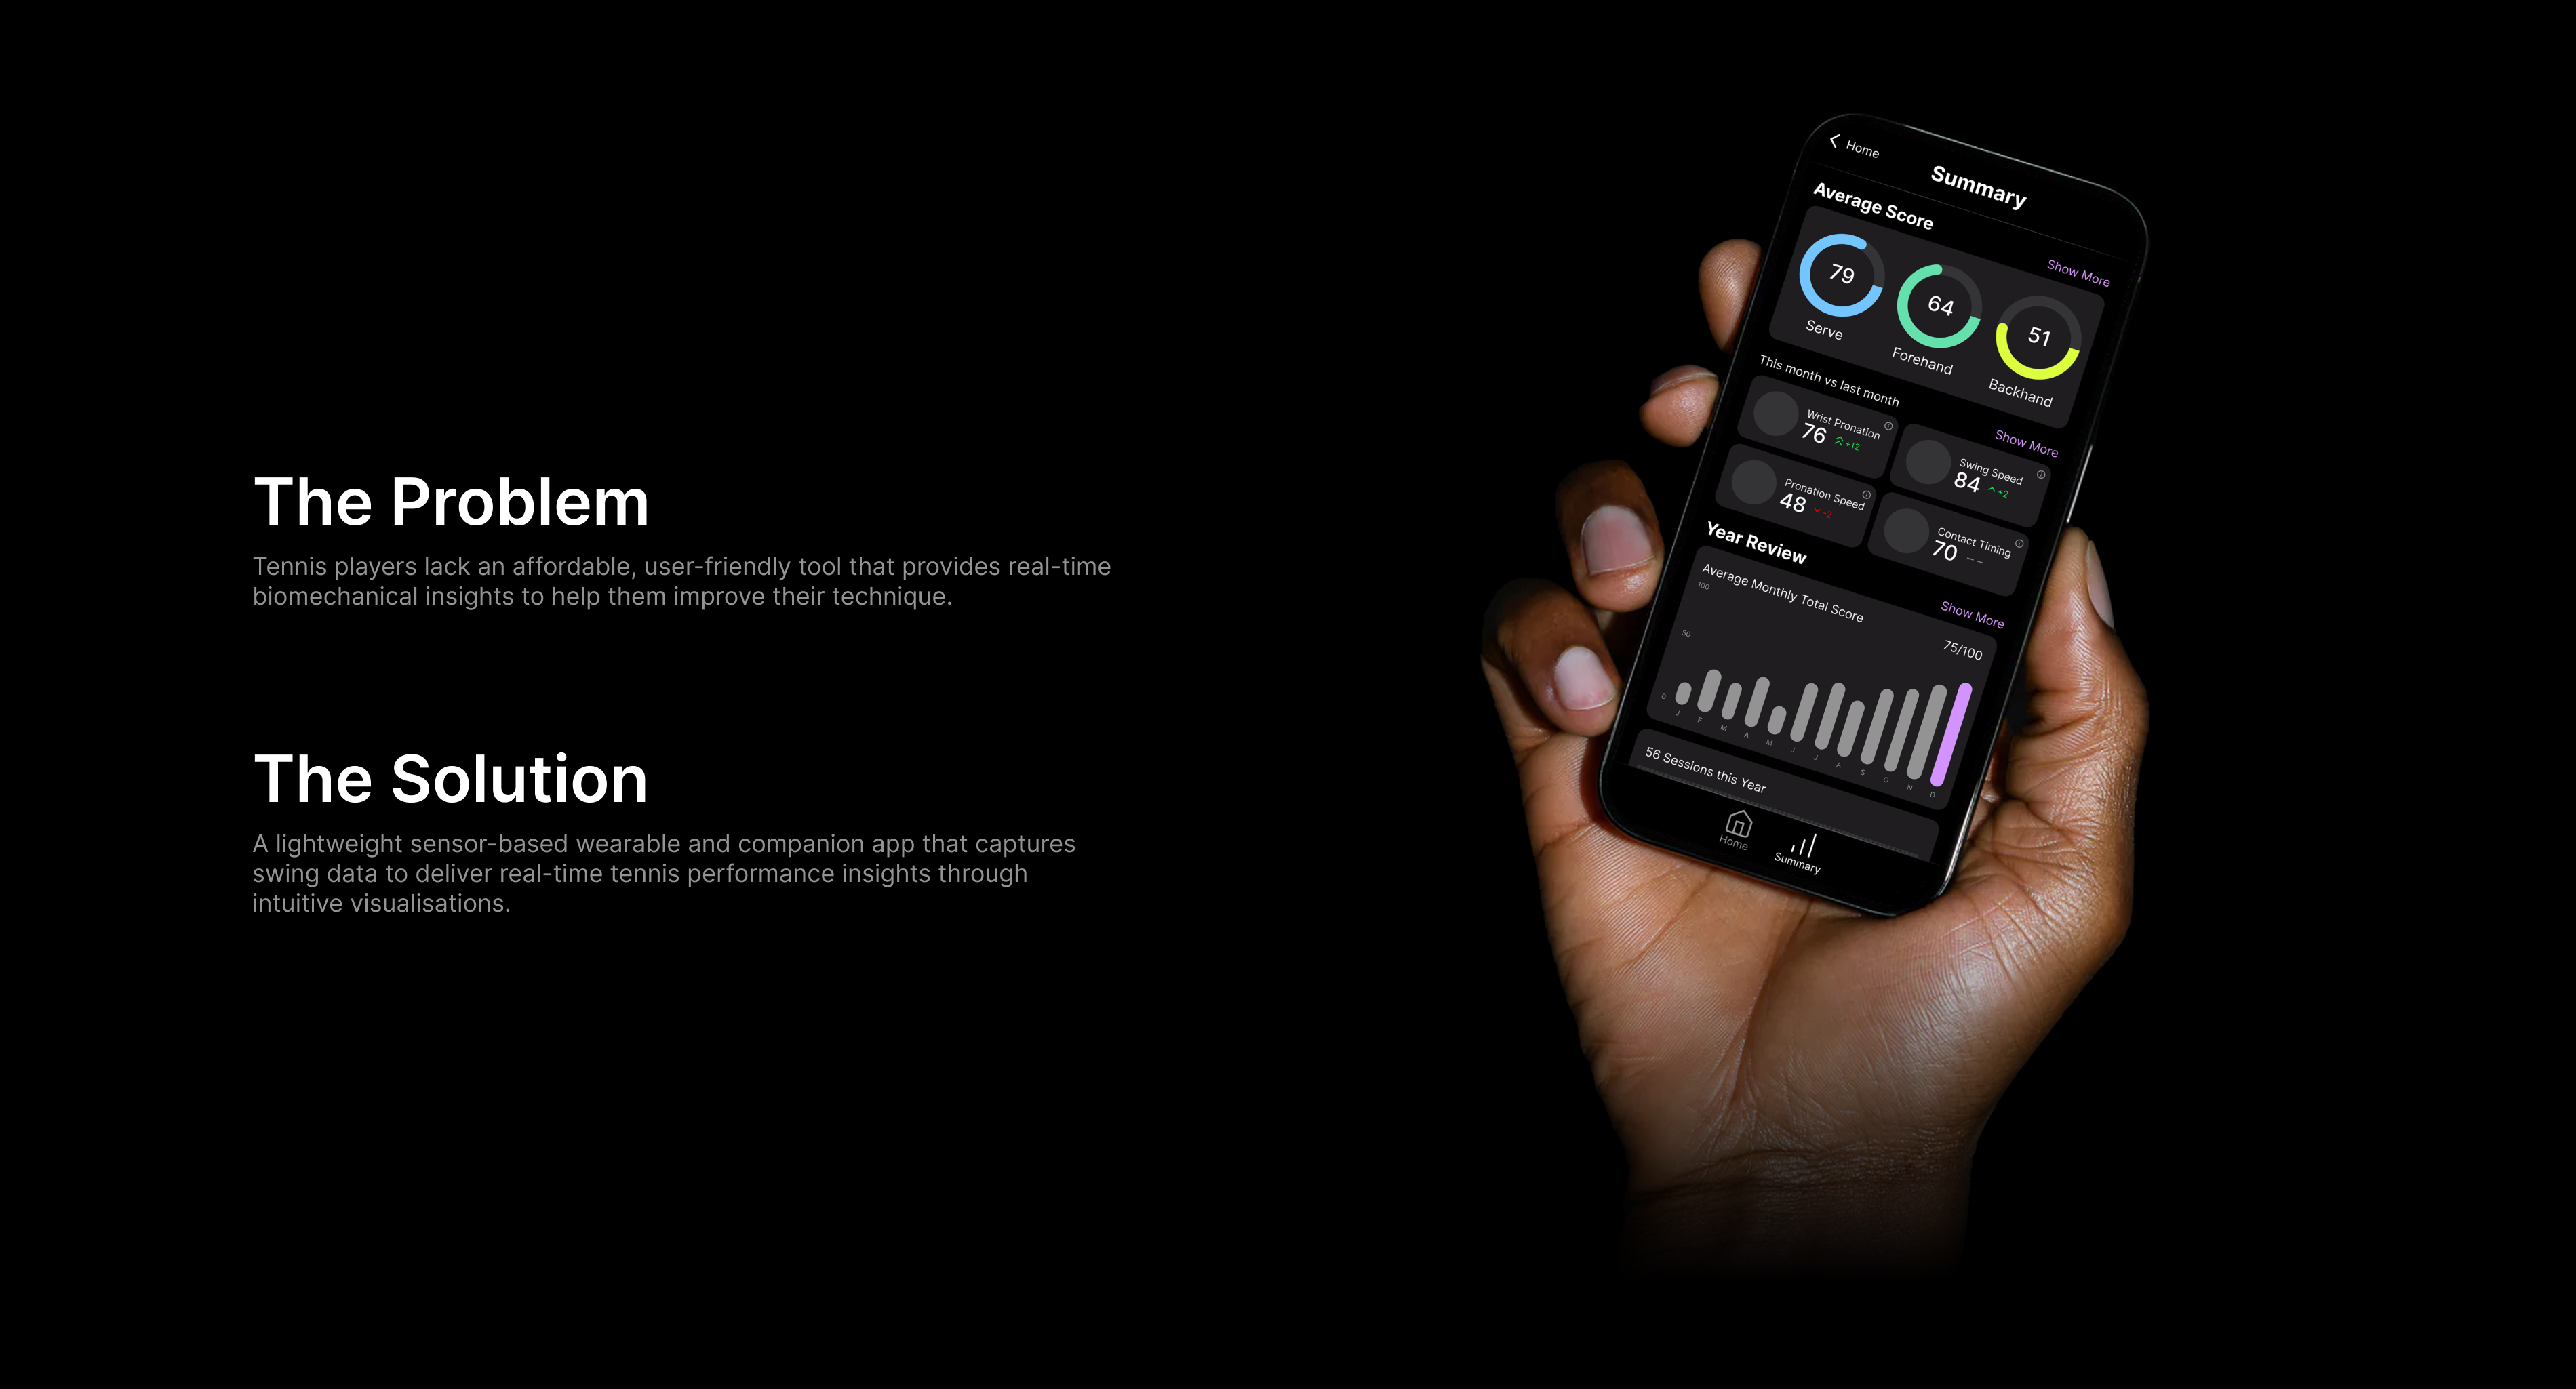 The Problem
Tennis players lack an affordable, user-friendly tool that provides real-time
biomechanical insights to help them improve their technique.
The Solution
A lightweight sensor-based wearable and companion app that captures
swing data to deliver real-time tennis performance insights through
intuitive visualisations.
Home
Summary
Average Score
Show More
79
64
51
Serve
Forehand
Backhand
This month vs last month
Show More
Wrist Pronation
76 +12
Swing Speed
84 +2
Pronation Speed
48 -2
Contact Timing
70 --
Year Review
Show More
Average Monthly Total Score
75/100
100
50
0
J F M A M J J A S O N D
56 Sessions this Year
Home
Summary